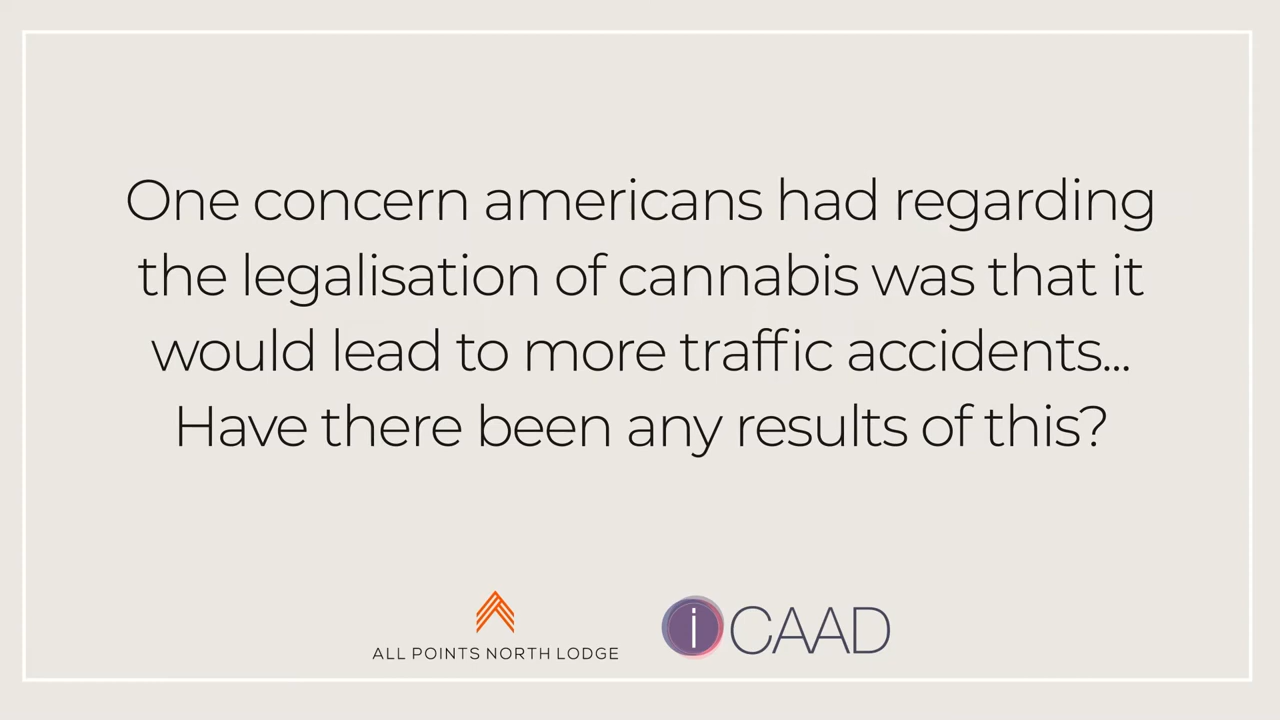 One concern americans had regarding
the legalisation of cannabis was that it
would lead to more traffic accidents...
Have there been any results of this?
ALL POINTS NORTH LODGE
iCAAD